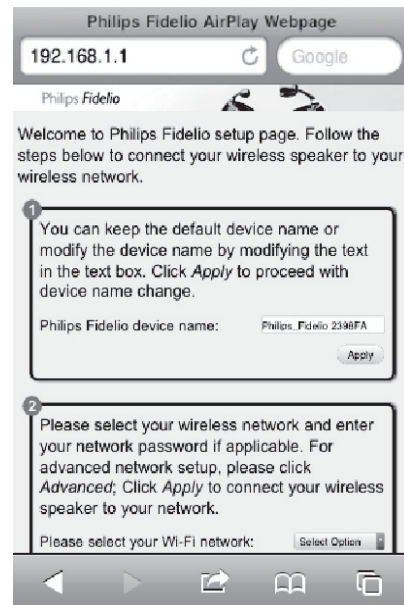 Philips Fidelio AirPlay Webpage
192.168.1.1
Google
Philips Fidelio
Welcome to Philips Fidelio setup page. Follow the
steps below to connect your wireless speaker to your
wireless network.
1
You can keep the default device name or
modify the device name by modifying the text
in the text box. Click Apply to proceed with
device name change.
Philips Fidelio device name: Philips_Fidelio 2398FA
Apply
2
Please select your wireless network and enter
your network password if applicable. For
advanced network setup, please click
Advanced; Click Apply to connect your wireless
speaker to your network.
Please select your Wi-Fi network: Select Option